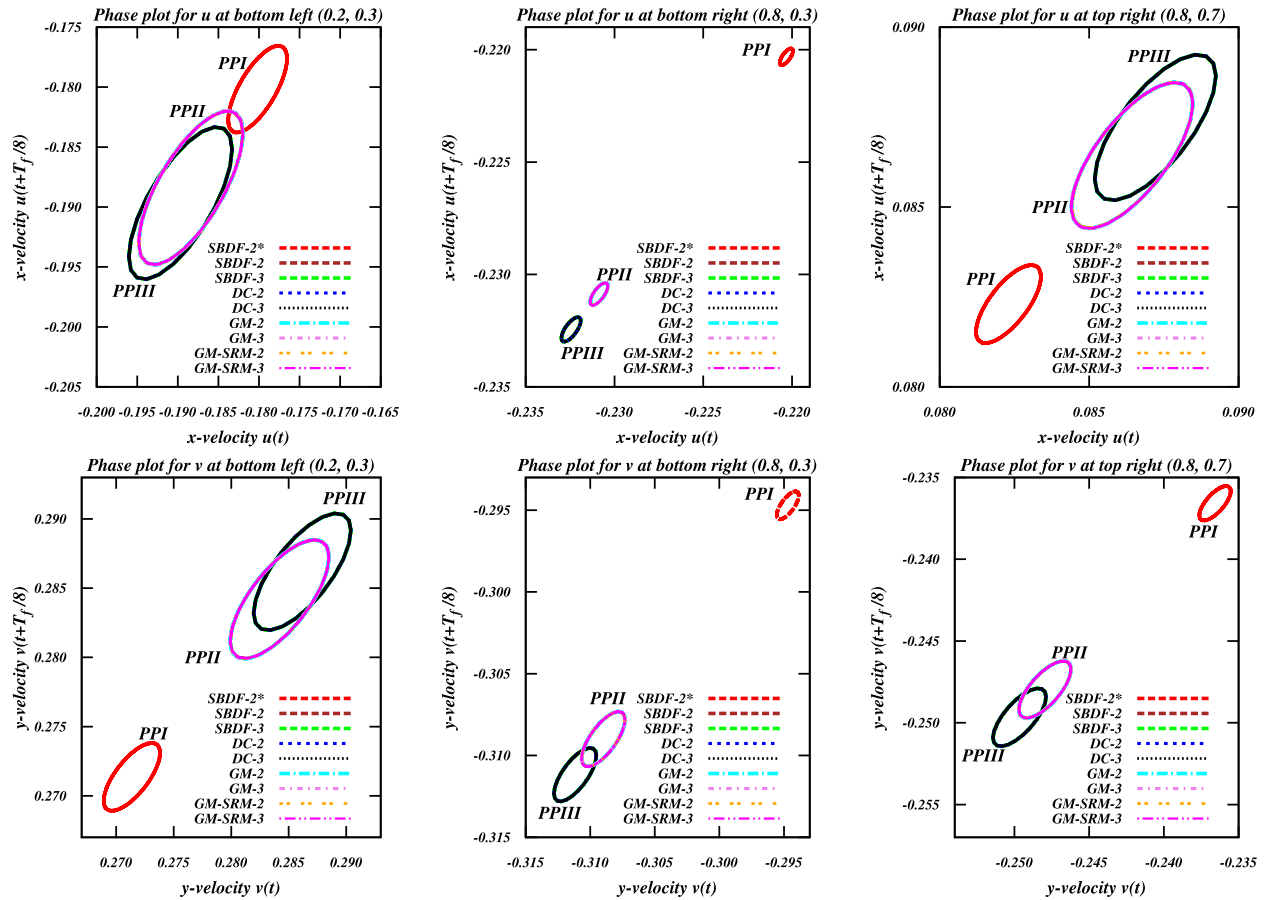 Phase plot for u at bottom left (0.2, 0.3)
-0.175
-0.180
-0.185
-0.190
-0.195
-0.200
-0.205
x-velocity u(t+T_f/8)
PPI
PPII
PPIII
SBDF-2*
SBDF-2
SBDF-3
DC-2
DC-3
GM-2
GM-3
GM-SRM-2
GM-SRM-3
-0.200 -0.195 -0.190 -0.185 -0.180 -0.175 -0.170 -0.165
x-velocity u(t)
Phase plot for u at bottom right (0.8, 0.3)
-0.220
-0.225
-0.230
-0.235
x-velocity u(t+T_f/8)
PPI
PPII
PPIII
SBDF-2*
SBDF-2
SBDF-3
DC-2
DC-3
GM-2
GM-3
GM-SRM-2
GM-SRM-3
-0.235 -0.230 -0.225 -0.220
x-velocity u(t)
Phase plot for u at top right (0.8, 0.7)
0.090
0.085
0.080
x-velocity u(t+T_f/8)
PPIII
PPII
PPI
SBDF-2*
SBDF-2
SBDF-3
DC-2
DC-3
GM-2
GM-3
GM-SRM-2
GM-SRM-3
0.080 0.085 0.090
x-velocity u(t)
Phase plot for v at bottom left (0.2, 0.3)
0.290
0.285
0.280
0.275
0.270
y-velocity v(t+T_f/8)
PPIII
PPII
PPI
SBDF-2*
SBDF-2
SBDF-3
DC-2
DC-3
GM-2
GM-3
GM-SRM-2
GM-SRM-3
0.270 0.275 0.280 0.285 0.290
y-velocity v(t)
Phase plot for v at bottom right (0.8, 0.3)
-0.295
-0.300
-0.305
-0.310
-0.315
y-velocity v(t+T_f/8)
PPI
PPII
PPIII
SBDF-2*
SBDF-2
SBDF-3
DC-2
DC-3
GM-2
GM-3
GM-SRM-2
GM-SRM-3
-0.315 -0.310 -0.305 -0.300 -0.295
y-velocity v(t)
Phase plot for v at top right (0.8, 0.7)
-0.235
-0.240
-0.245
-0.250
-0.255
y-velocity v(t+T_f/8)
PPI
PPII
PPIII
SBDF-2*
SBDF-2
SBDF-3
DC-2
DC-3
GM-2
GM-3
GM-SRM-2
GM-SRM-3
-0.250 -0.245 -0.240 -0.235
y-velocity v(t)